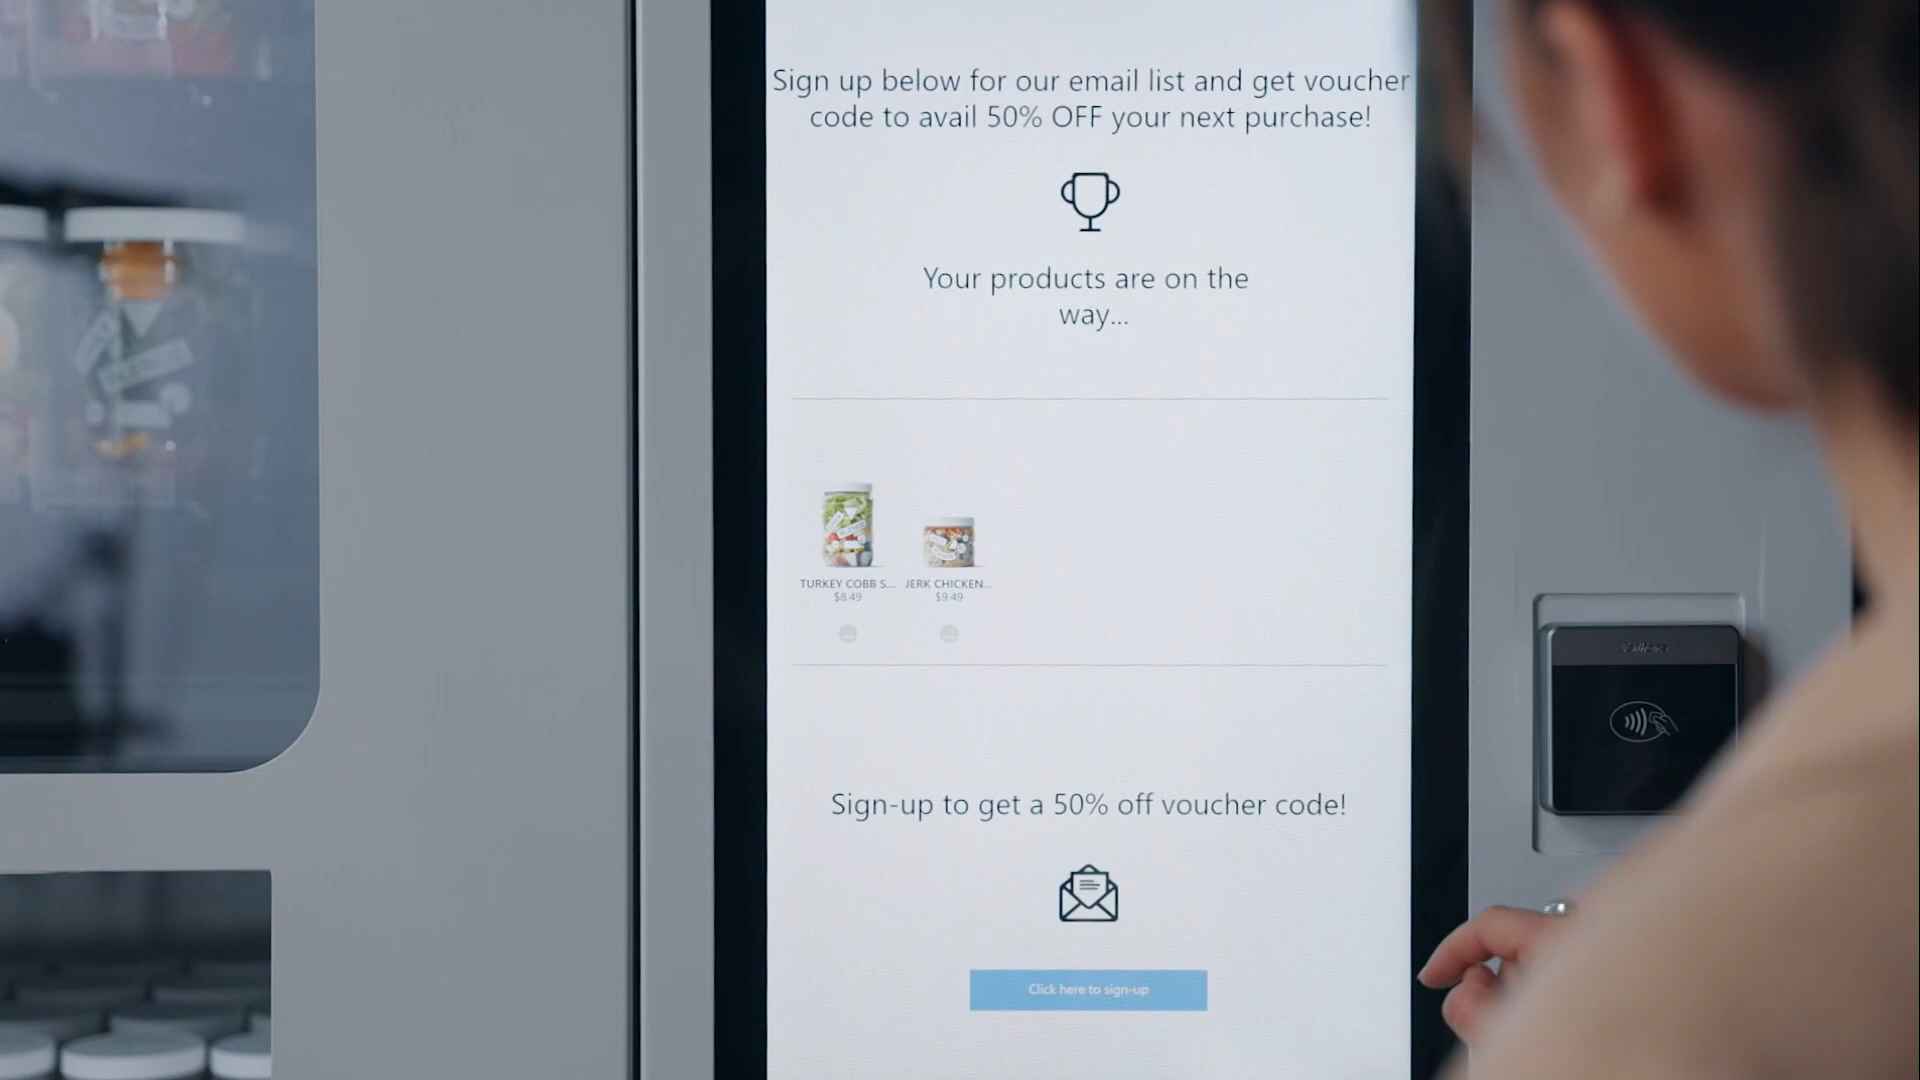 Sign up below for our email list and get voucher
code to avail 50% OFF your next purchase!
Your products are on the
way...
TURKEY COBB S... JERK CHICKEN...
$8.49 $9.49
Sign-up to get a 50% off voucher code!
Click here to sign-up